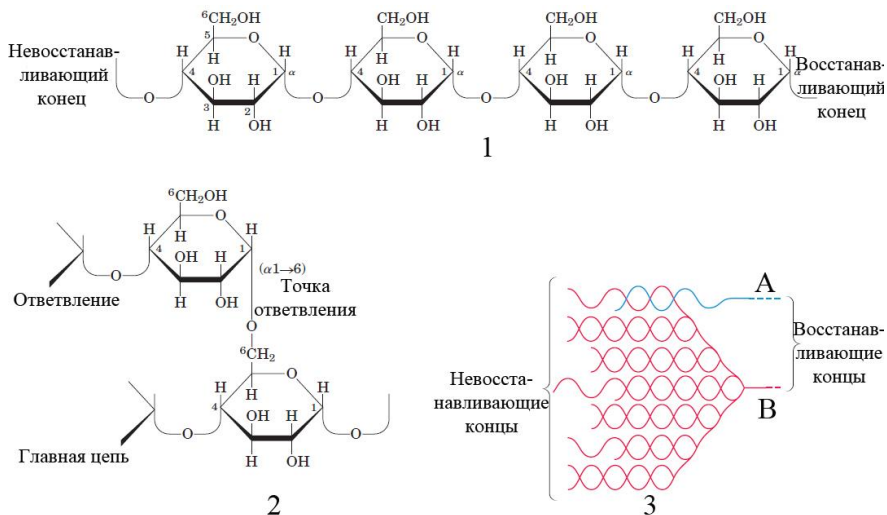 ⁶CH₂OH CH₂OH CH₂OH CH₂OH
Невосстанав-
ливающий
конец
H 5 O H H O H H O H H O H
H H H H
4 1 α 4 1 α 4 1 α 4 1 α
OH H OH H OH H OH H
Восстанав-
ливающий
конец
O O O O
3 2
H OH H OH H OH H OH
1
⁶CH₂OH
H O H
H
4 1
OH H
O
(α1→6)
Ответвление
H OH
Точка
ответвления
O
⁶CH₂
H O H
H
4 1
OH H
O O
Главная цепь
H OH
2
A
Восстанав-
ливающие
концы
Невосста-
навливающие
концы
B
3